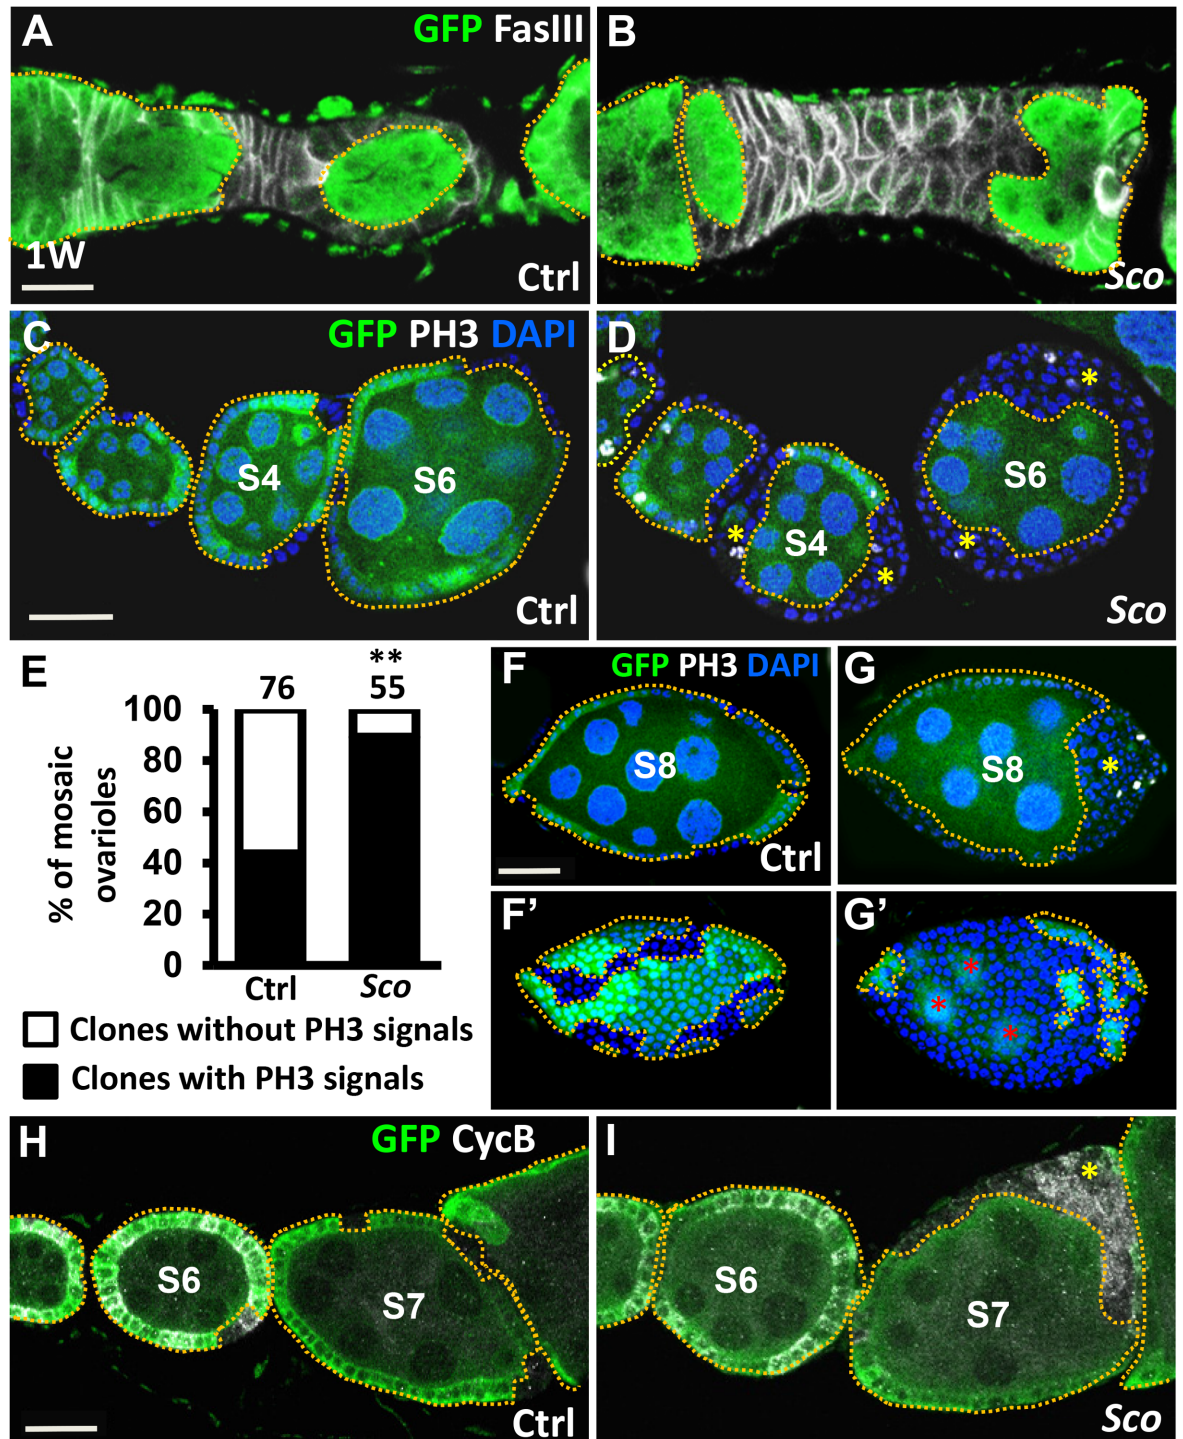 A
GFP FasIII
1W
Ctrl
B
Sco
C
GFP PH3 DAPI
S4
S6
Ctrl
D
*
*
*
S4
S6
Sco
E
**
76
55
100
80
60
40
20
0
% of mosaic
ovarioles
Ctrl
Sco
Clones without PH3 signals
Clones with PH3 signals
F
GFP PH3 DAPI
S8
Ctrl
G
S8
*
F'
G'
*
*
*
H
GFP CycB
S6
S7
Ctrl
I
*
S6
S7
Sco